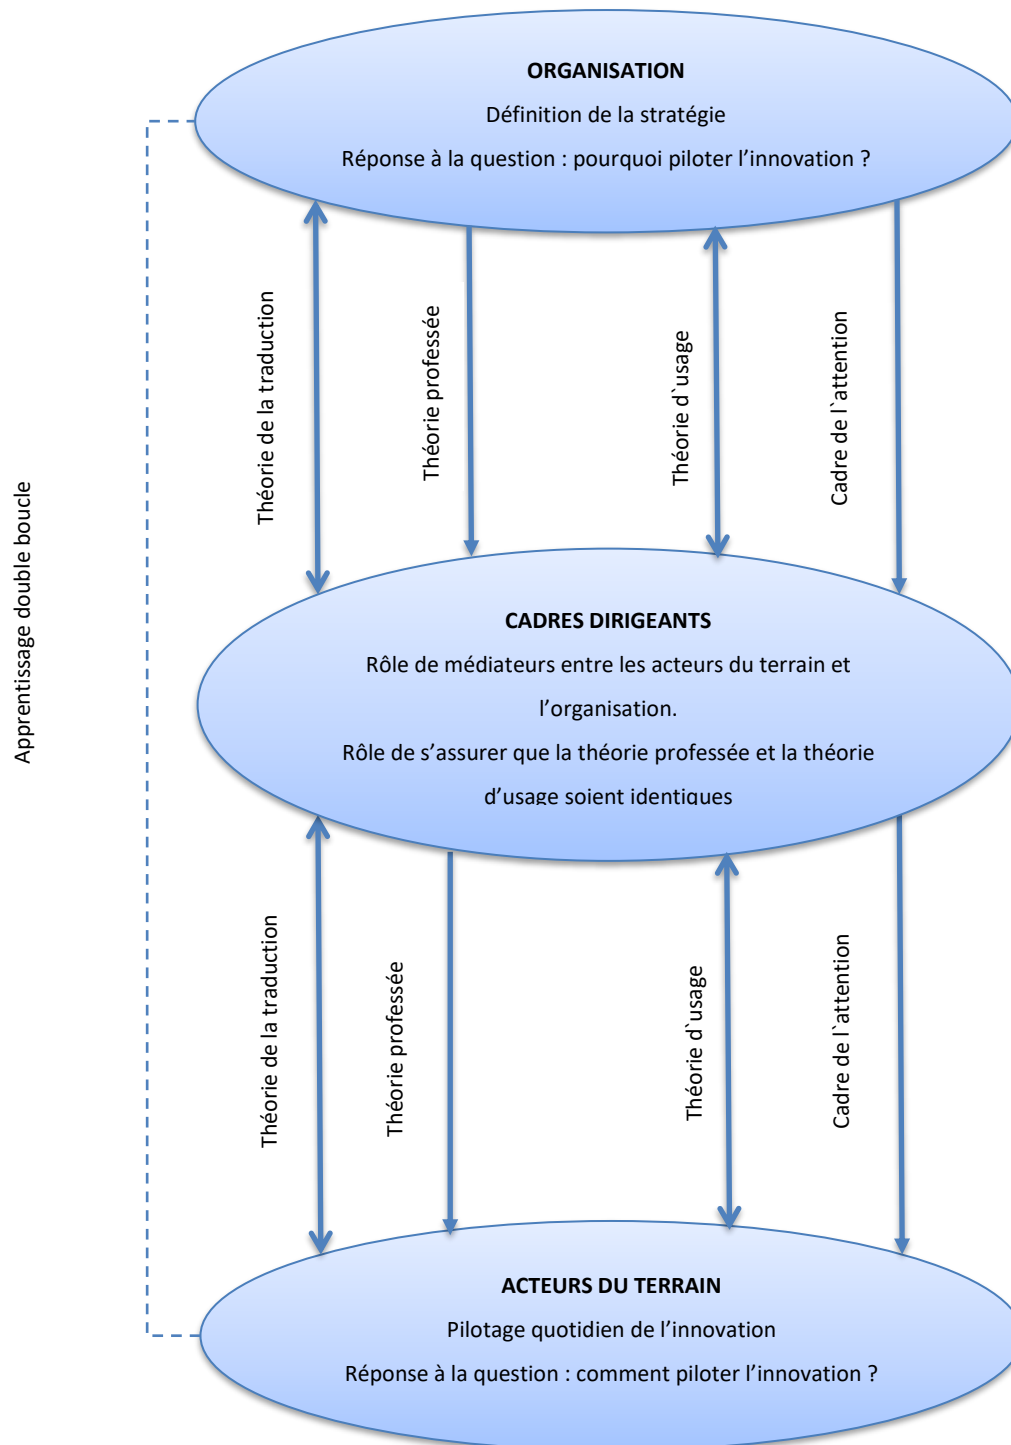 ORGANISATION
Définition de la stratégie
Réponse à la question : pourquoi piloter l’innovation ?
Théorie de la traduction
Théorie professée
Théorie d`usage
Cadre de l`attention
Apprentissage double boucle
CADRES DIRIGEANTS
Rôle de médiateurs entre les acteurs du terrain et
l’organisation.
Rôle de s’assurer que la théorie professée et la théorie
d’usage soient identiques
Théorie de la traduction
Théorie professée
Théorie d`usage
Cadre de l`attention
ACTEURS DU TERRAIN
Pilotage quotidien de l’innovation
Réponse à la question : comment piloter l’innovation ?